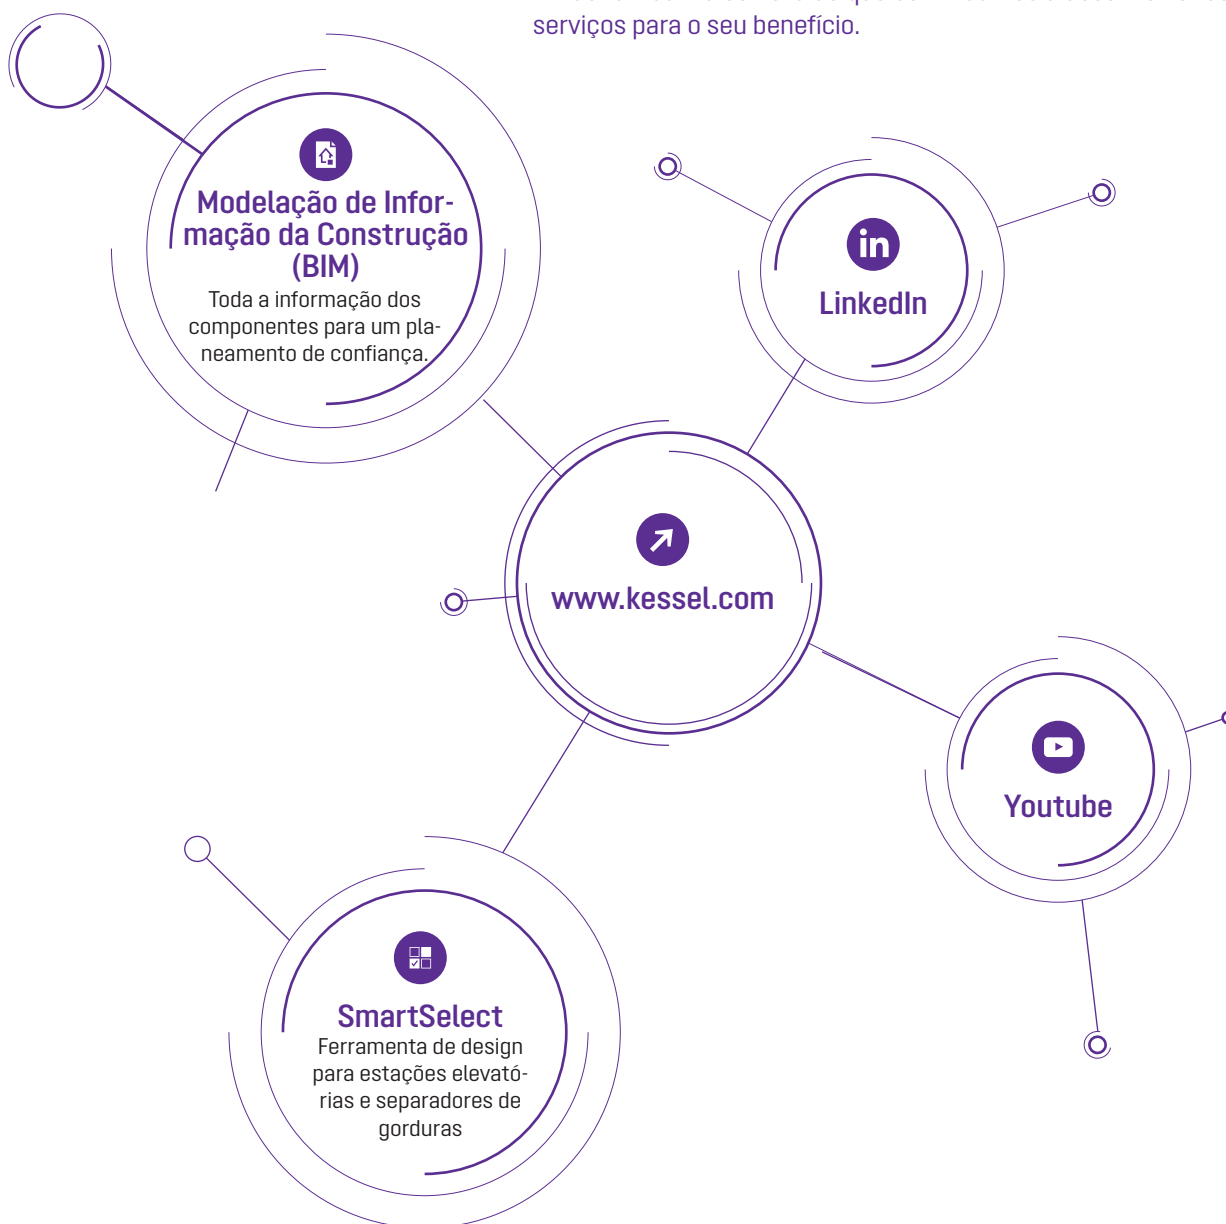 serviços para o seu benefício.
Modelação de Infor-
mação da Construção
(BIM)
Toda a informação dos
componentes para um pla-
neamento de confiança.
in
LinkedIn
www.kessel.com
Youtube
SmartSelect
Ferramenta de design
para estações elevató-
rias e separadores de
gorduras